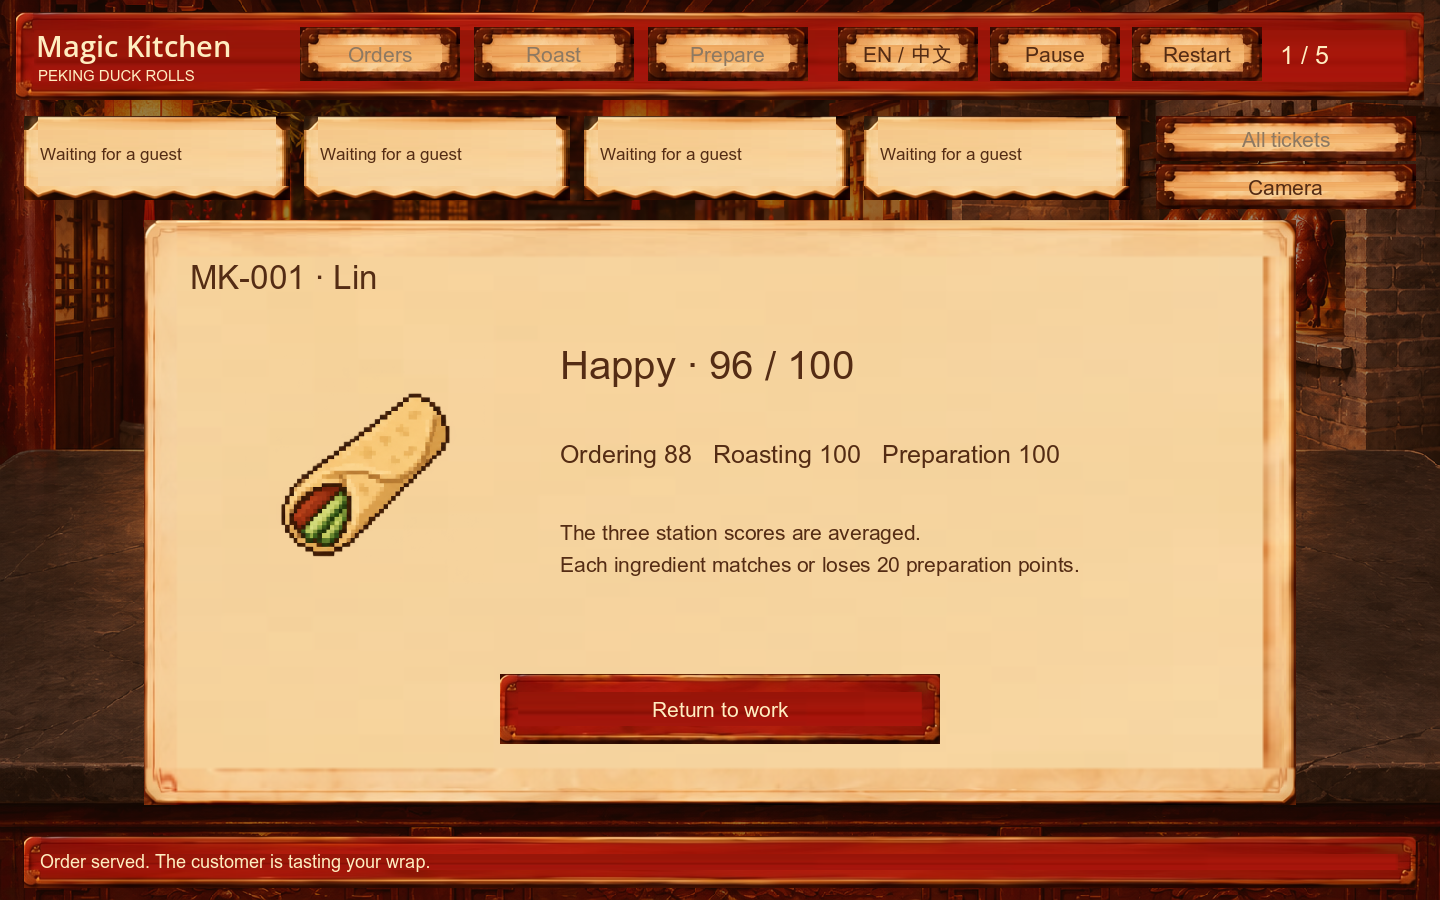 Magic Kitchen
PEKING DUCK ROLLS
Orders
Roast
Prepare
EN / 中文
Pause
Restart
1 / 5
Waiting for a guest
Waiting for a guest
Waiting for a guest
Waiting for a guest
All tickets
Camera
MK-001 · Lin
Happy · 96 / 100
Ordering 88 Roasting 100 Preparation 100
The three station scores are averaged.
Each ingredient matches or loses 20 preparation points.
Return to work
Order served. The customer is tasting your wrap.